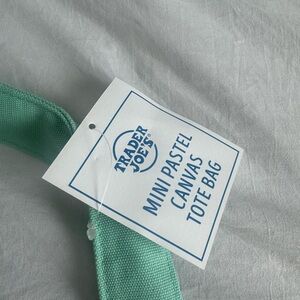 TRADER
JOE'S®
MINI PASTEL
CANVAS
TOTE BAG